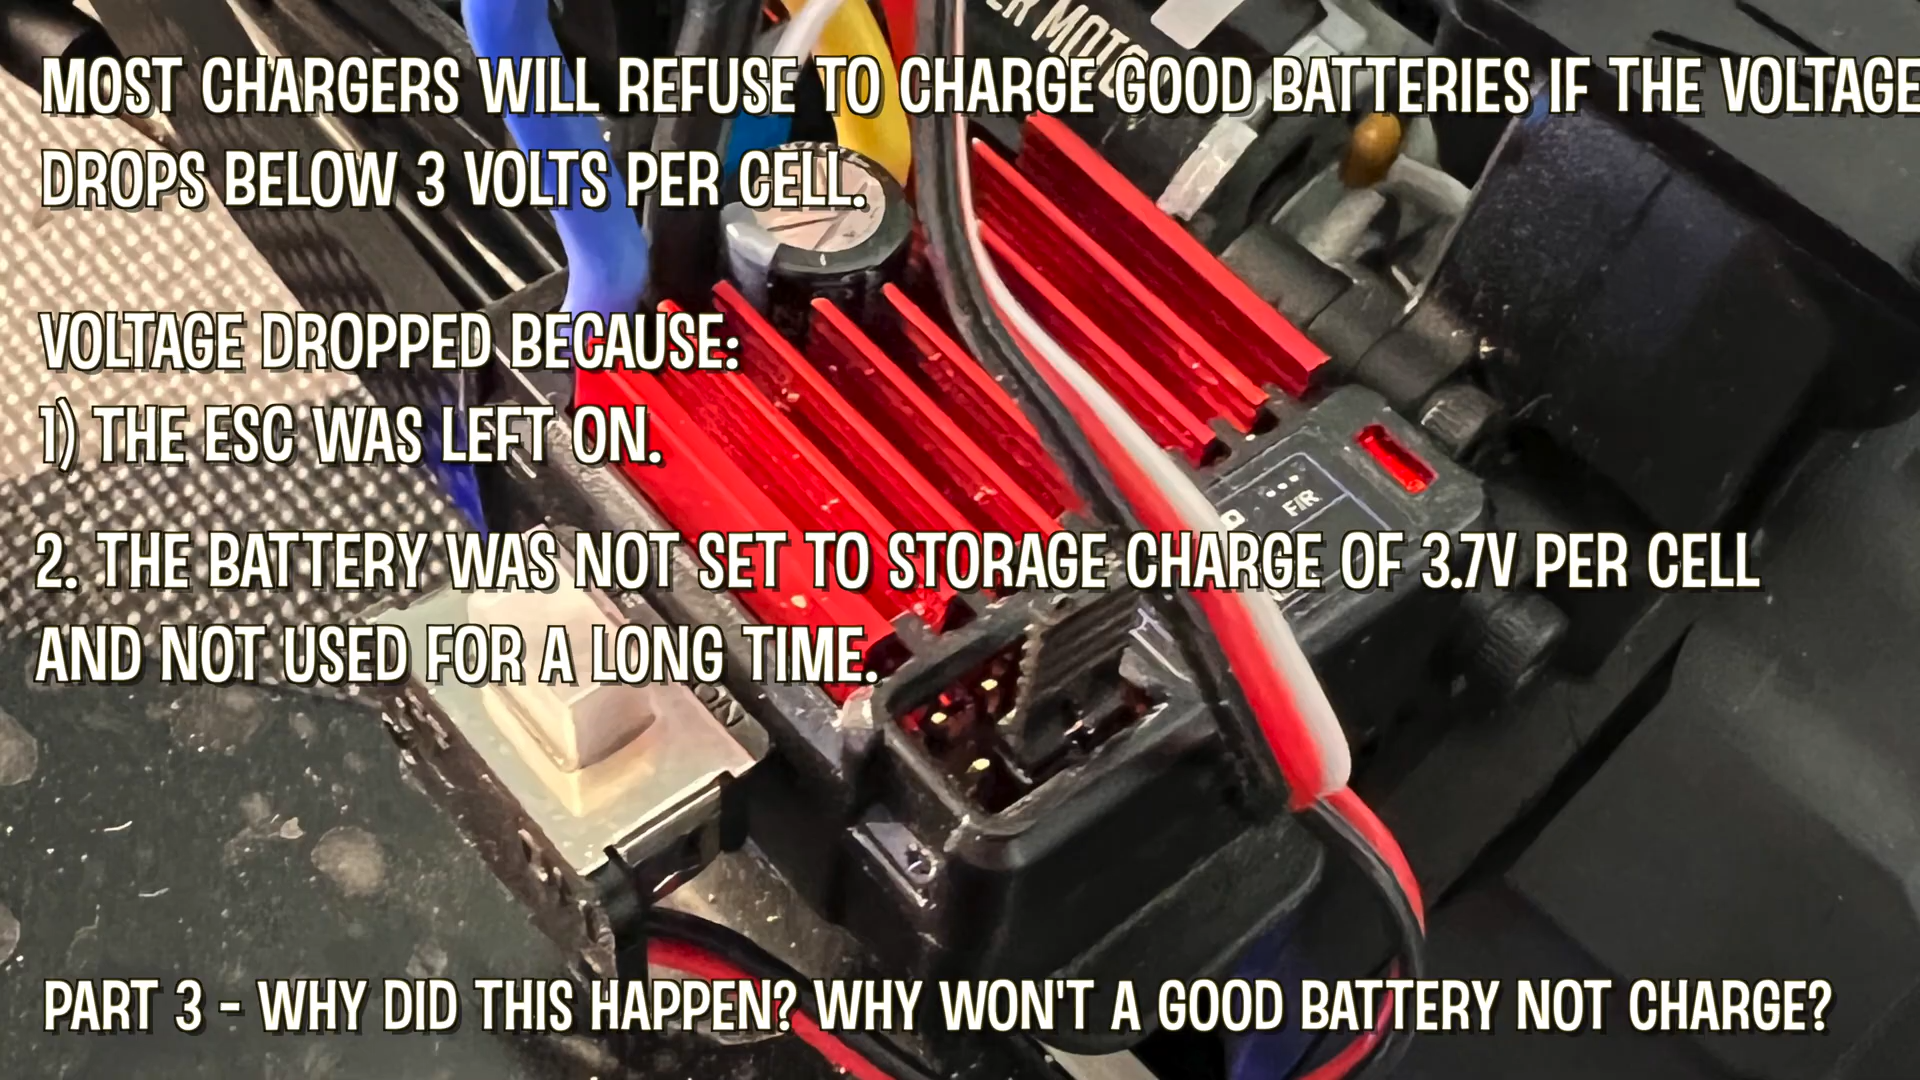 ER MOTO
MOST CHARGERS WILL REFUSE TO CHARGE GOOD BATTERIES IF THE VOLTAGE
DROPS BELOW 3 VOLTS PER CELL.
VOLTAGE DROPPED BECAUSE:
1) THE ESC WAS LEFT ON.
F/R
2. THE BATTERY WAS NOT SET TO STORAGE CHARGE OF 3.7V PER CELL
AND NOT USED FOR A LONG TIME.
ON
PART 3 - WHY DID THIS HAPPEN? WHY WON'T A GOOD BATTERY NOT CHARGE?